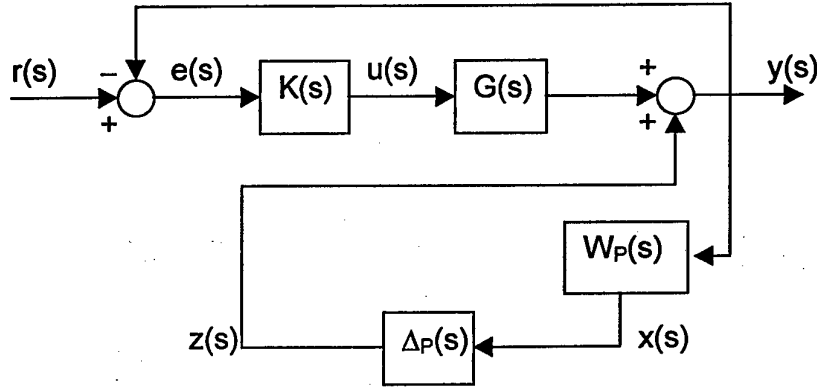 r(s)
−
+
e(s)
K(s)
u(s)
G(s)
+
+
y(s)
W_P(s)
z(s)
Δ_P(s)
x(s)